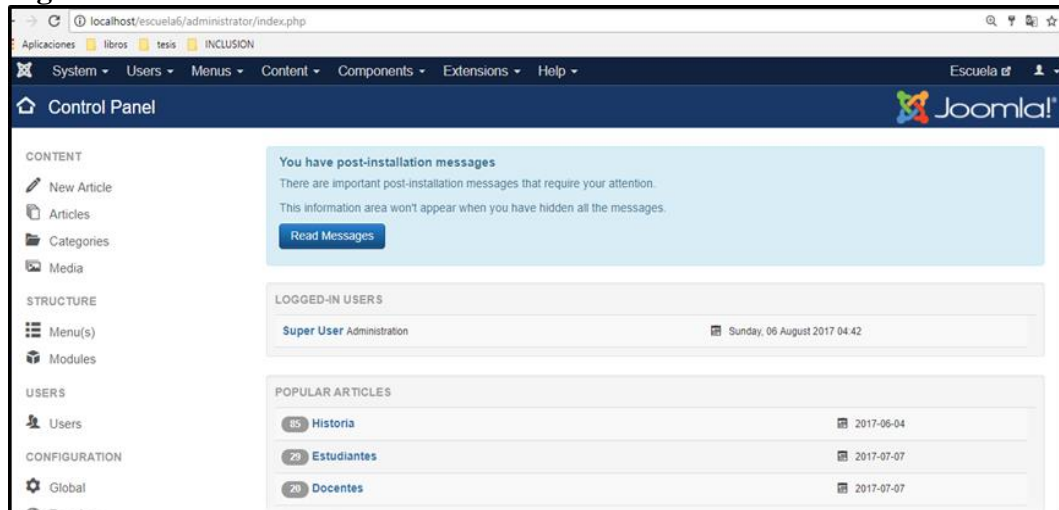 localhost/escuela6/administrator/index.php
Aplicaciones libros tesis INCLUSION
System Users Menus Content Components Extensions Help Escuela
Control Panel Joomla!
CONTENT
New Article
Articles
Categories
Media
STRUCTURE
Menu(s)
Modules
USERS
Users
CONFIGURATION
Global
You have post-installation messages
There are important post-installation messages that require your attention.
This information area won't appear when you have hidden all the messages.
Read Messages
LOGGED-IN USERS
Super User Administration Sunday, 06 August 2017 04:42
POPULAR ARTICLES
85 Historia 2017-06-04
29 Estudiantes 2017-07-07
20 Docentes 2017-07-07